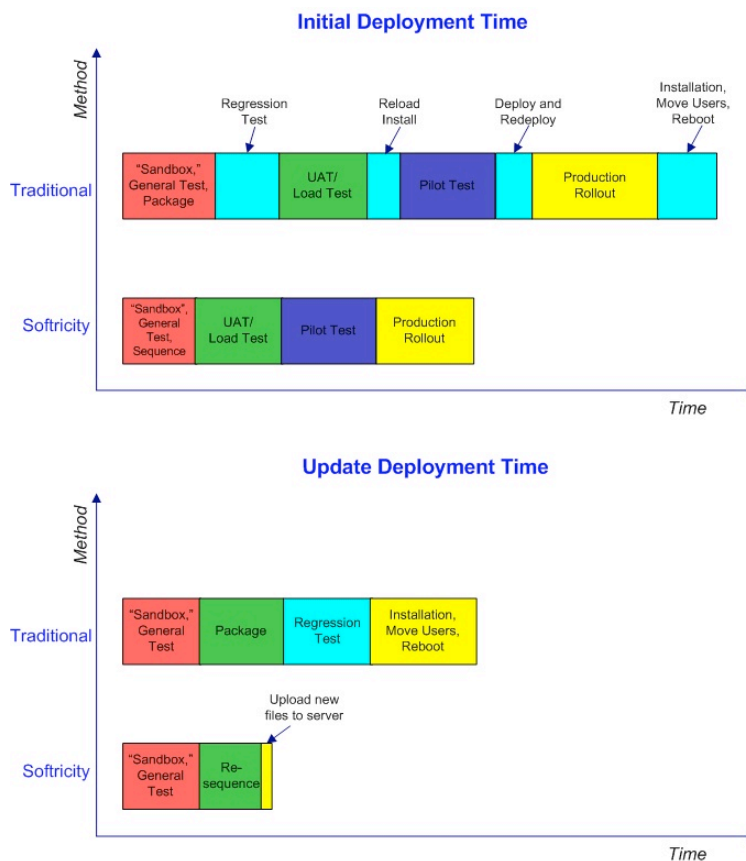 Initial Deployment Time
Method
Regression
Test
Reload
Install
Deploy and
Redeploy
Installation,
Move Users,
Reboot
Traditional
"Sandbox,"
General Test,
Package
UAT/
Load Test
Pilot Test
Production
Rollout
Softricity
"Sandbox",
General
Test,
Sequence
UAT/
Load Test
Pilot Test
Production
Rollout
Time
Update Deployment Time
Method
Traditional
"Sandbox,"
General
Test
Package
Regression
Test
Installation,
Move Users,
Reboot
Upload new
files to server
Softricity
"Sandbox,"
General
Test
Re-
sequence
Time